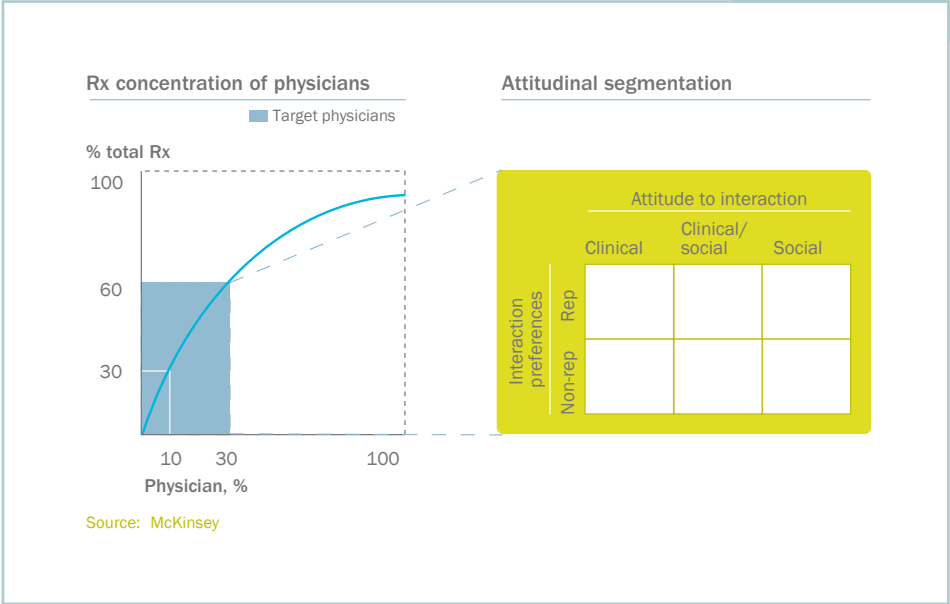 Rx concentration of physicians
Target physicians
% total Rx
100
60
30
10 30 100
Physician, %
Source: McKinsey
Attitudinal segmentation
Attitude to interaction
Clinical
Clinical/
social
Social
Interaction
preferences
Rep
Non-rep